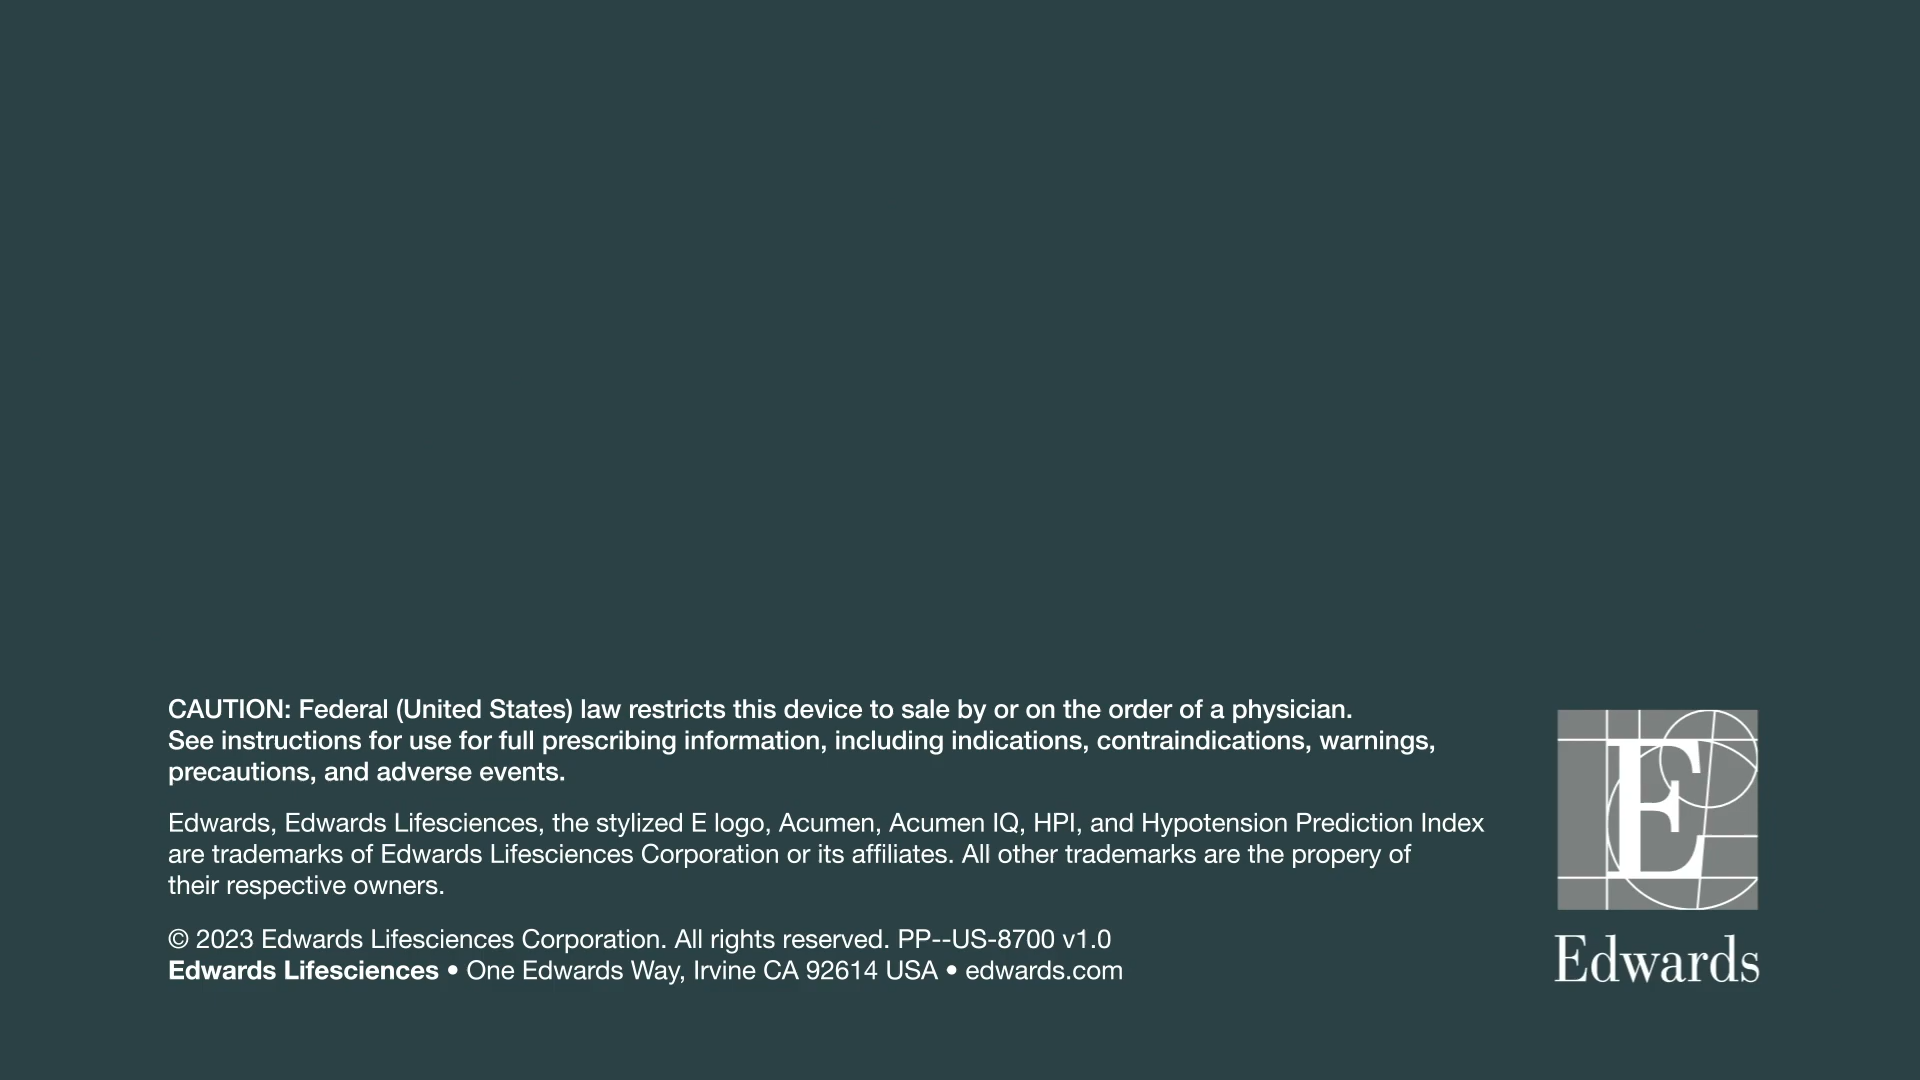 CAUTION: Federal (United States) law restricts this device to sale by or on the order of a physician.
See instructions for use for full prescribing information, including indications, contraindications, warnings,
precautions, and adverse events.
Edwards, Edwards Lifesciences, the stylized E logo, Acumen, Acumen IQ, HPI, and Hypotension Prediction Index
are trademarks of Edwards Lifesciences Corporation or its affiliates. All other trademarks are the propery of
their respective owners.
© 2023 Edwards Lifesciences Corporation. All rights reserved. PP--US-8700 v1.0
Edwards Lifesciences • One Edwards Way, Irvine CA 92614 USA • edwards.com
E
Edwards